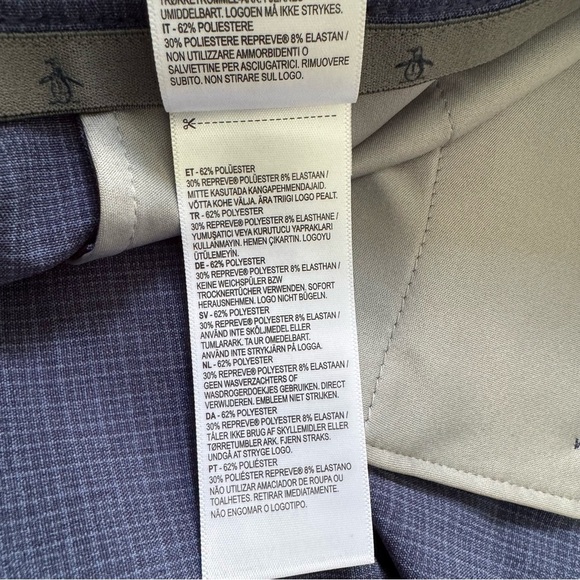 UMIDDELBART. LOGOEN MÅ IKKE STRYKES.
IT - 62% POLIESTERE
30% POLIESTERE REPREVE® 8% ELASTAN /
NON UTILIZZARE AMMORBIDENTI O
SALVIETTINE PER ASCIUGATRICI. RIMUOVERE
SUBITO. NON STIRARE SUL LOGO.
ET - 62% POLÜESTER
30% REPREVE® POLÜESTER 8% ELASTAAN /
MITTE KASUTADA KANGAPEHMENDAJAID.
VÕTTA KOHE VÄLJA. ÄRA TRIIGI LOGO PEALT.
TR - 62% POLYESTER
30% REPREVE® POLYESTER 8% ELASTHANE /
YUMUŞATICI VEYA KURUTUCU YAPRAKLARI
KULLANMAYIN. HEMEN ÇIKARTIN. LOGOYU
ÜTÜLEMEYİN.
DE - 62% POLYESTER
30% REPREVE® POLYESTER 8% ELASTHAN /
KEINE WEICHSPÜLER BZW
TROCKNERTÜCHER VERWENDEN, SOFORT
HERAUSNEHMEN. LOGO NICHT BÜGELN.
SV - 62% POLYESTER
30% REPREVE® POLYESTER 8% ELASTAN /
ANVÄND INTE SKÖLJMEDEL ELLER
TUMLARARK. TA UR OMEDELBART.
ANVÄND INTE STRYKJÄRN PÅ LOGGA.
NL - 62% POLYESTER
30% REPREVE® POLYESTER 8% ELASTAAN /
GEEN WASVERZACHTERS OF
WASDROGERDOEKJES GEBRUIKEN. DIRECT
VERWIJDEREN. EMBLEEM NIET STRIJKEN.
DA - 62% POLYESTER
30% REPREVE® POLYESTER 8% ELASTAN /
TÅLER IKKE BRUG AF SKYLLEMIDLER ELLER
TØRRETUMBLER ARK. FJERN STRAKS.
UNDGÅ AT STRYGE LOGO.
PT - 62% POLIÉSTER
30% POLIÉSTER REPREVE® 8% ELASTANO
NÃO UTILIZAR AMACIADOR DE ROUPA OU
TOALHETES. RETIRAR IMEDIATAMENTE.
NÃO ENGOMAR O LOGOTIPO.